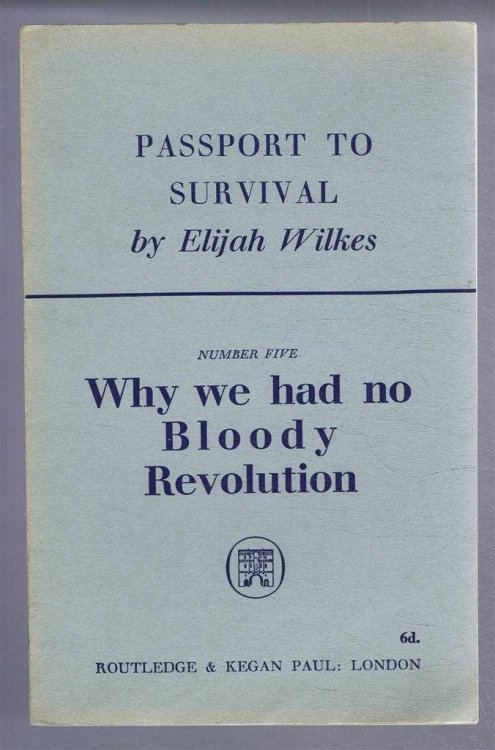 PASSPORT TO
SURVIVAL
by Elijah Wilkes
NUMBER FIVE
Why we had no
Bloody
Revolution
6d.
ROUTLEDGE & KEGAN PAUL: LONDON